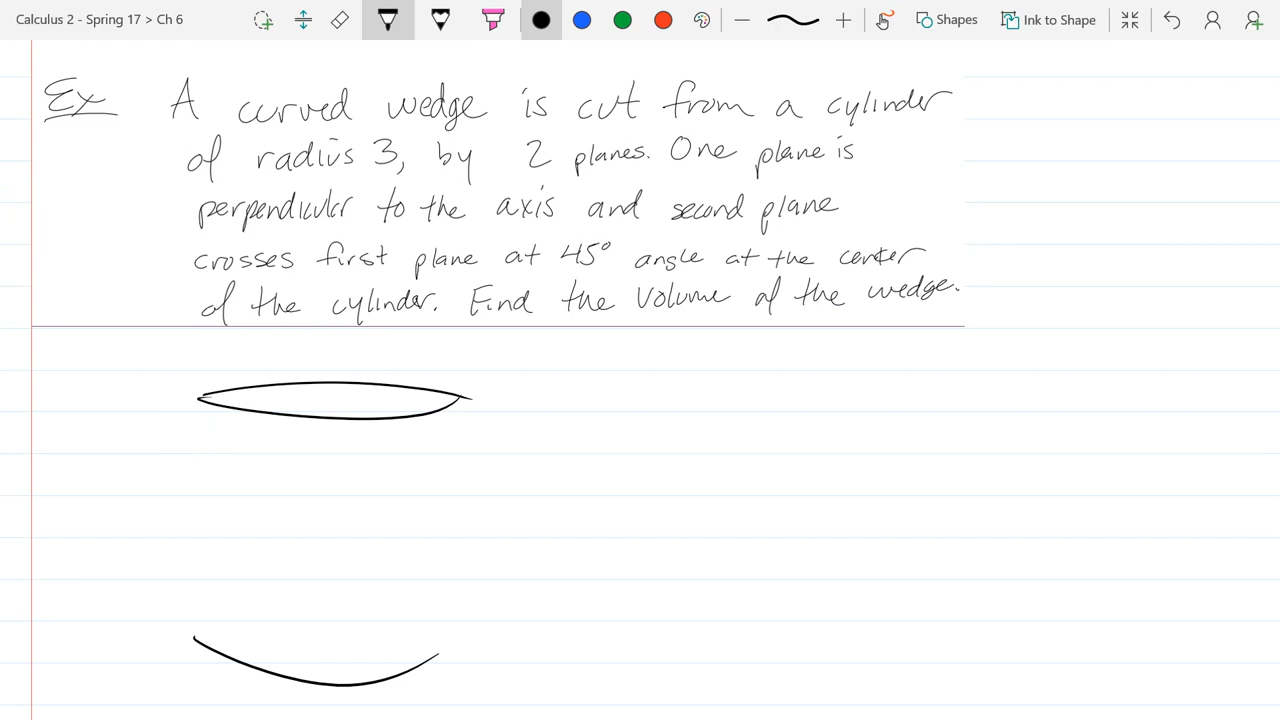 Calculus 2 - Spring 17 > Ch 6
Shapes
Ink to Shape
Ex A curved wedge is cut from a cylinder
of radius 3, by 2 planes. One plane is
perpendicular to the axis and second plane
crosses first plane at 45° angle at the center
of the cylinder. Find the Volume of the wedge.